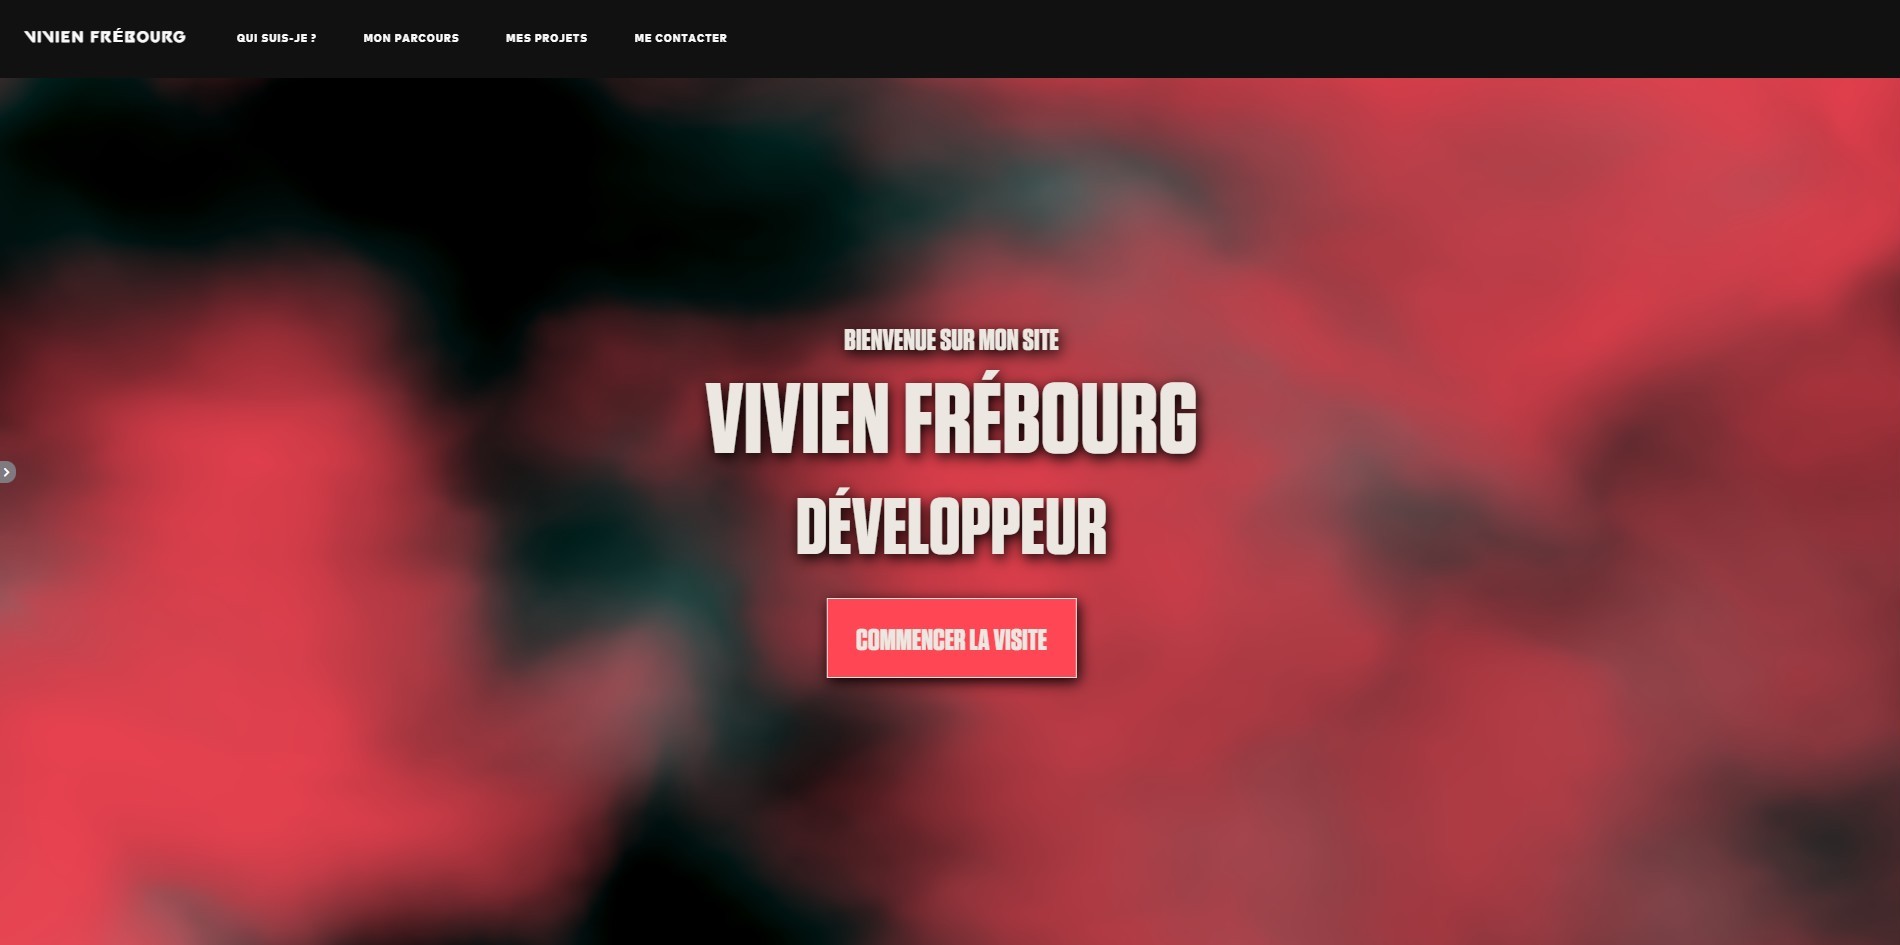 VIVIEN FRÉBOURG
QUI SUIS-JE ?
MON PARCOURS
MES PROJETS
ME CONTACTER
BIENVENUE SUR MON SITE
VIVIEN FRÉBOURG
DÉVELOPPEUR
COMMENCER LA VISITE